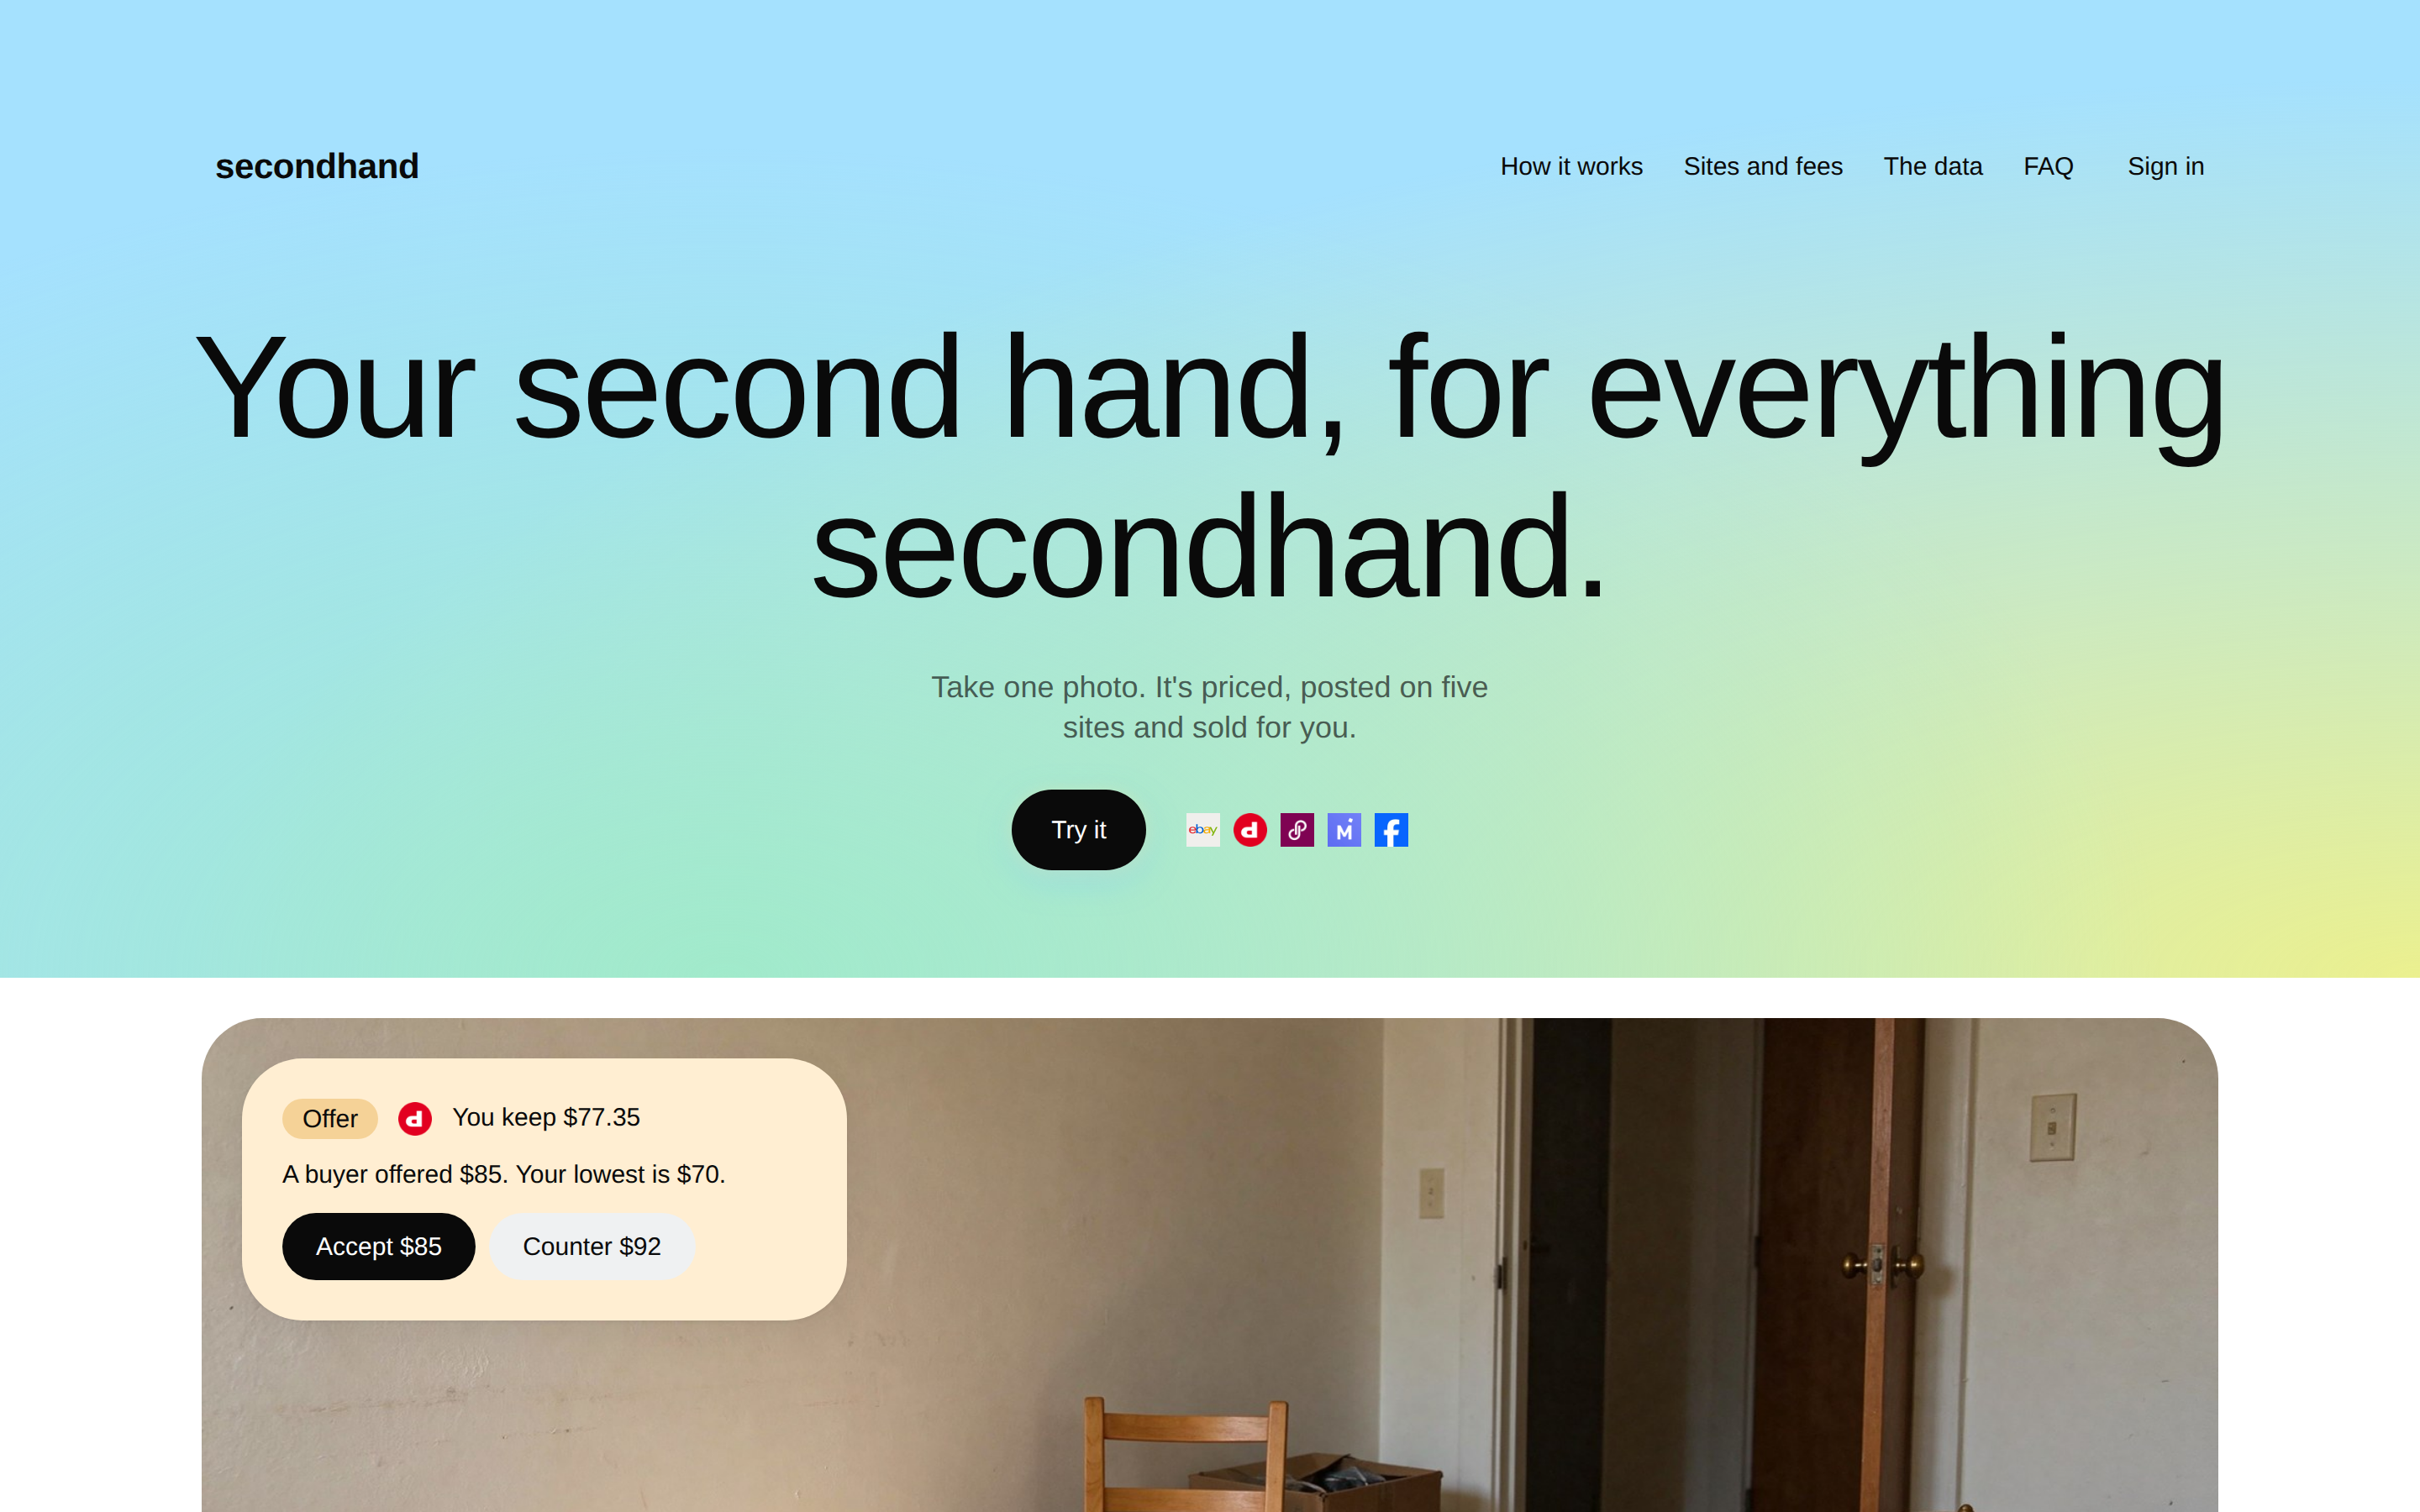 secondhand
How it works
Sites and fees
The data
FAQ
Sign in
Your second hand, for everything
secondhand.
Take one photo. It's priced, posted on five
sites and sold for you.
Try it
ebay
Offer
You keep $77.35
A buyer offered $85. Your lowest is $70.
Accept $85
Counter $92